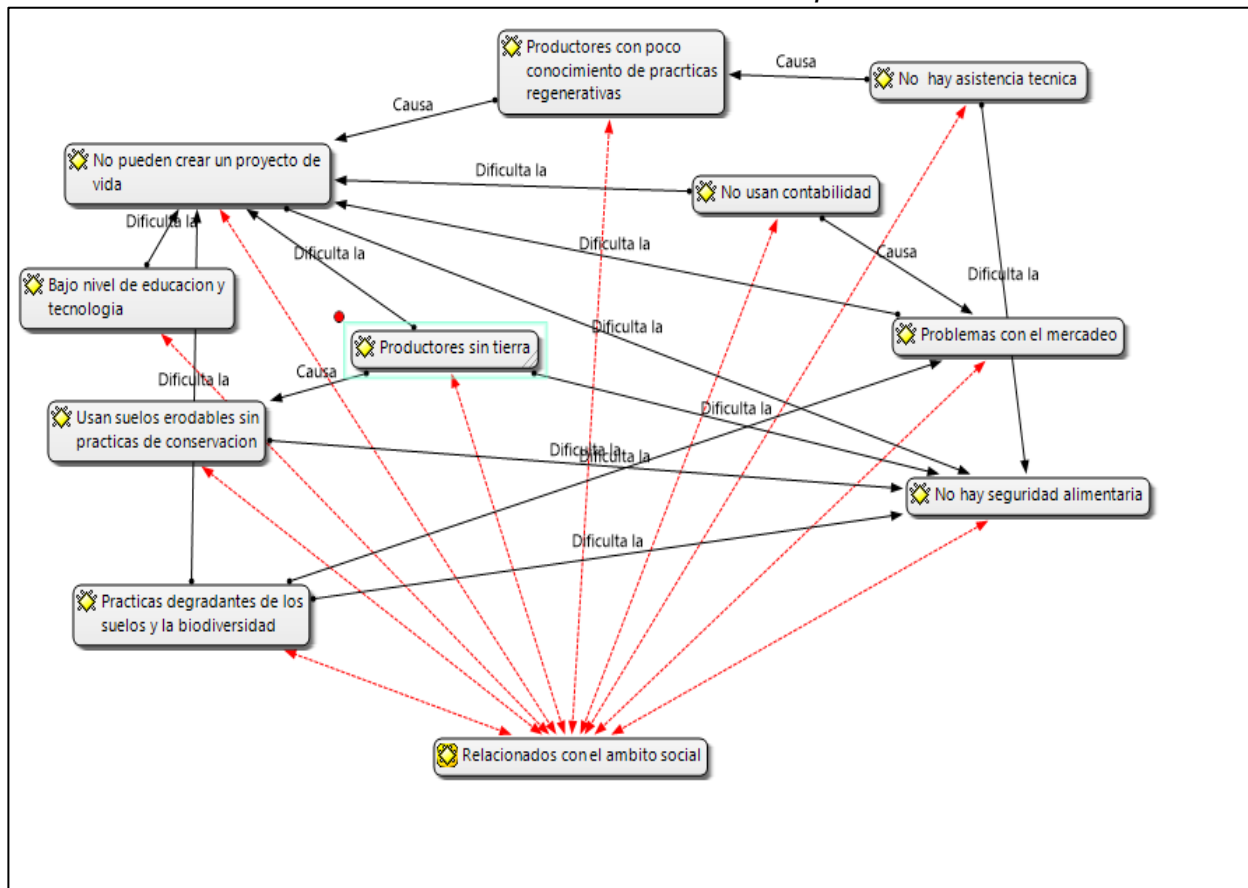 Productores con poco
conocimiento de pracrticas
regenerativas
Causa
No hay asistencia tecnica
Causa
No pueden crear un proyecto de
vida
Dificulta la
No usan contabilidad
Dificulta la
Dificulta la
Dificulta la
Causa
Dificulta la
Bajo nivel de educacion y
tecnologia
Dificulta la
Problemas con el mercadeo
Productores sin tierra
Causa
Dificulta la
Usan suelos erodables sin
practicas de conservacion
Dificulta la
Dificulta la
Dificulta la
No hay seguridad alimentaria
Dificulta la
Practicas degradantes de los
suelos y la biodiversidad
Relacionados con el ambito social